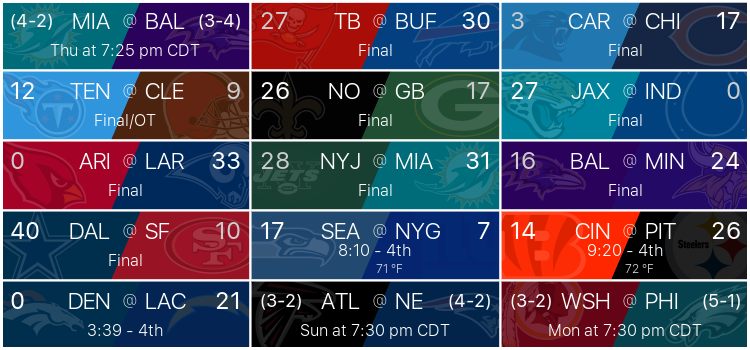 (4-2) MIA @ BAL (3-4)
Thu at 7:25 pm CDT
27 TB @ BUF 30
Final
3 CAR @ CHI 17
Final
12 TEN @ CLE 9
Final/OT
26 NO @ GB 17
Final
27 JAX @ IND 0
Final
0 ARI @ LAR 33
Final
28 NYJ @ MIA 31
Final
16 BAL @ MIN 24
Final
40 DAL @ SF 10
Final
17 SEA @ NYG 7
8:10 - 4th
71 °F
14 CIN @ PIT 26
9:20 - 4th
72 °F
0 DEN @ LAC 21
3:39 - 4th
(3-2) ATL @ NE (4-2)
Sun at 7:30 pm CDT
(3-2) WSH @ PHI (5-1)
Mon at 7:30 pm CDT
JETS
Steelers